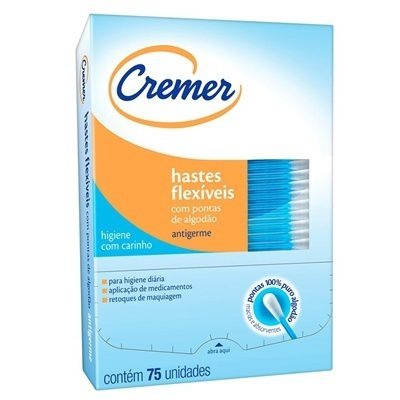 Cremer
hastes
flexíveis
com pontas
de algodão
antigerme
higiene
com carinho
para higiene diária
aplicação de medicamentos
retoques de maquiagem
pontas 100% puro algodão
macias e absorventes
abra aqui
contém 75 unidades
Cremer
hastes flexíveis
com pontas de algodão
antigerme